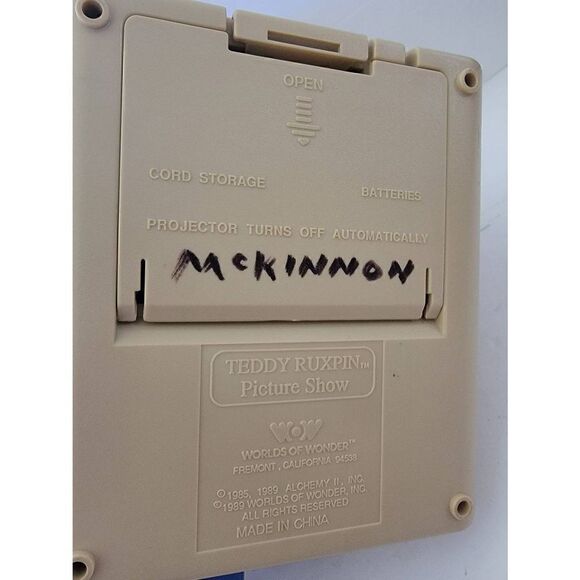 OPEN
CORD STORAGE BATTERIES
PROJECTOR TURNS OFF AUTOMATICALLY
McKINNON
TEDDY RUXPIN™
Picture Show
WOW
WORLDS OF WONDER™
FREMONT, CALIFORNIA 94538
© 1985, 1989 ALCHEMY II, INC.
© 1989 WORLDS OF WONDER, INC.
ALL RIGHTS RESERVED
MADE IN CHINA